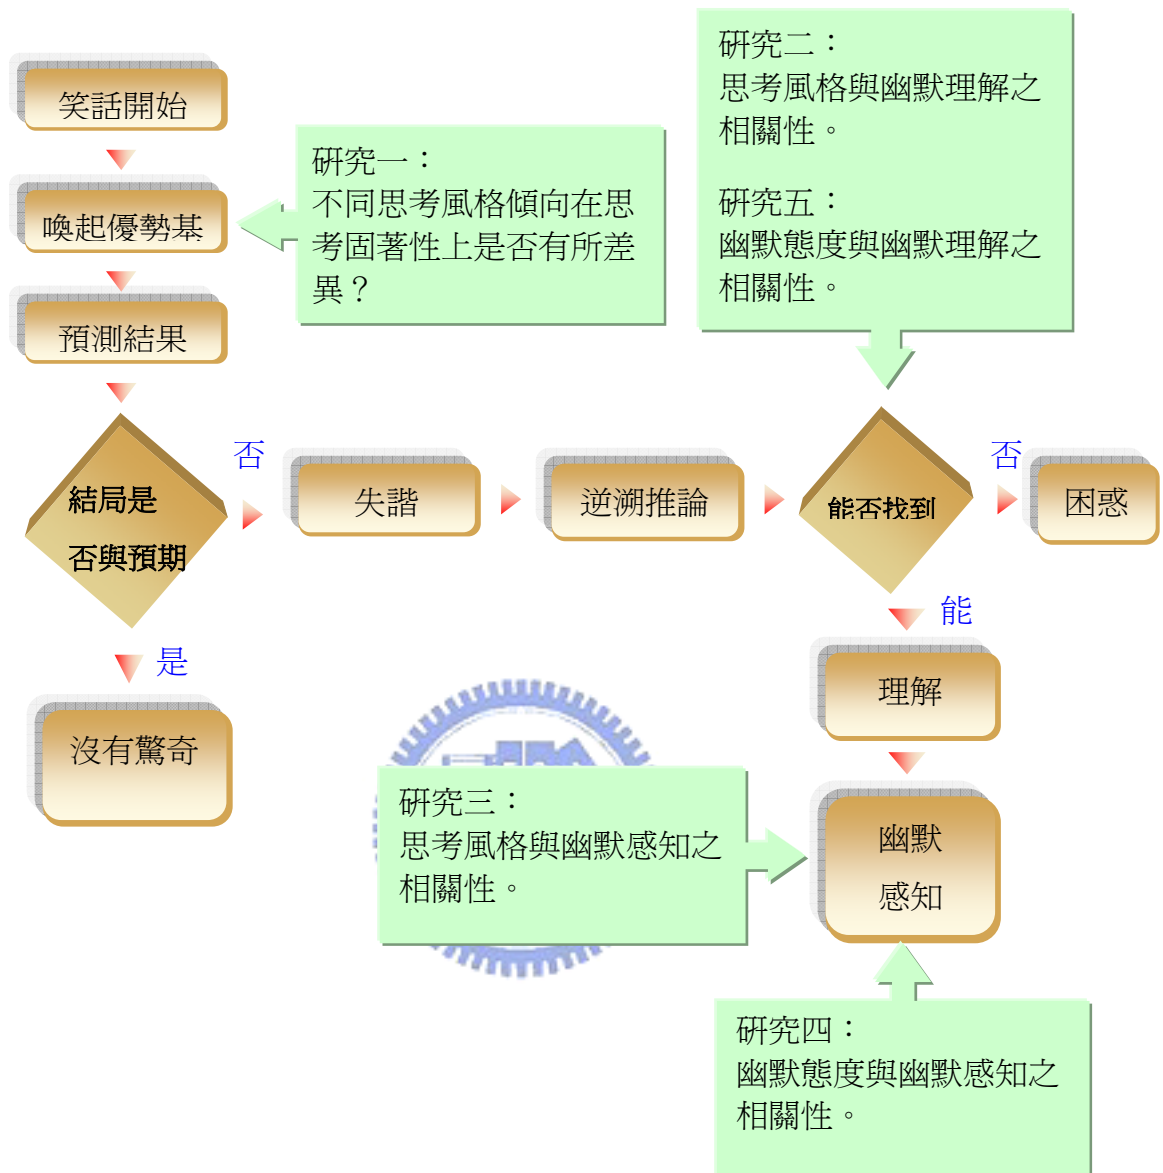 笑話開始
喚起優勢基
預測結果
結局是
否與預期
否
是
沒有驚奇
失諧
逆溯推論
能否找到
否
困惑
能
理解
幽默
感知
研究一：
不同思考風格傾向在思
考固著性上是否有所差
異？
研究二：
思考風格與幽默理解之
相關性。
研究五：
幽默態度與幽默理解之
相關性。
研究三：
思考風格與幽默感知之
相關性。
研究四：
幽默態度與幽默感知之
相關性。